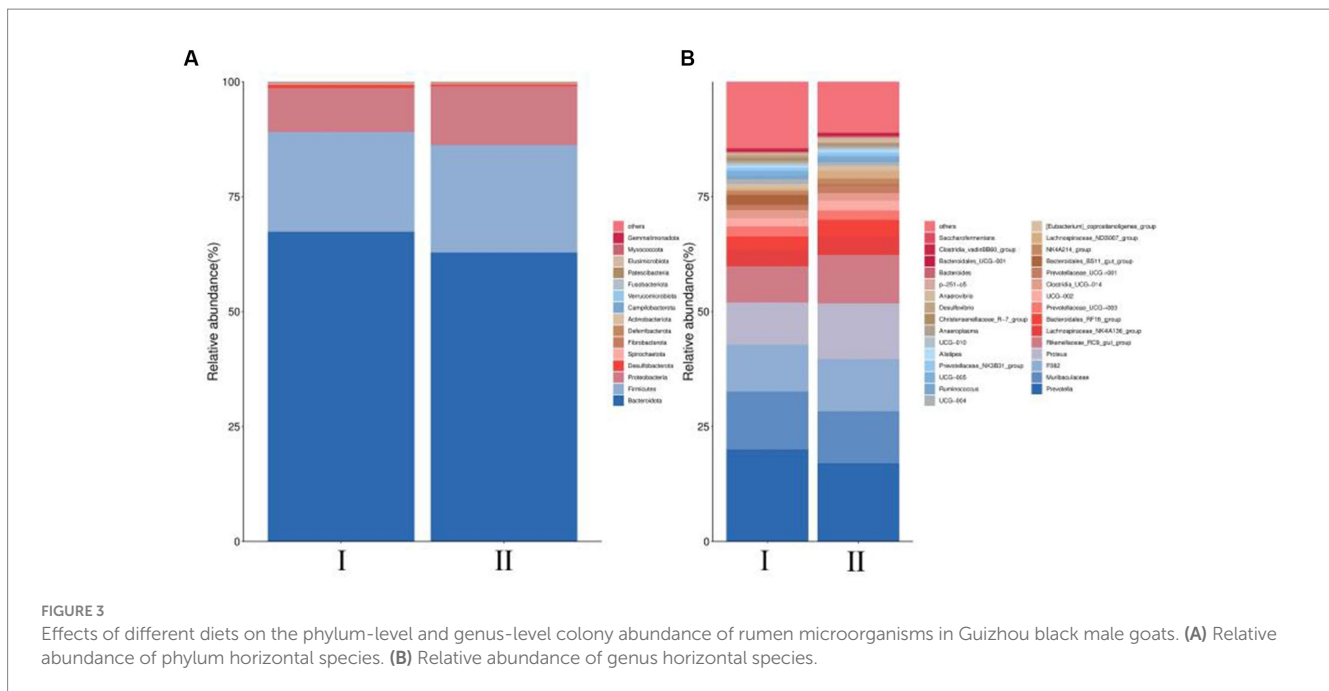 A
B
Relative abundance(%)
100
75
50
25
0
I
II
others
Gemmatimonadota
Myxococcota
Elusimicrobiota
Patescibacteria
Fusobacteriota
Verrucomicrobiota
Campilobacterota
Actinobacteriota
Deferribacterota
Fibrobacterota
Spirochaetota
Desulfobacterota
Proteobacteria
Firmicutes
Bacteroidota
Relative abundance(%)
75
50
25
0
I
II
others
Saccharofermentans
Clostridia_vadinBB60_group
Bacteroidales_UCG-001
Bacteroides
p-251-o5
Anaerovibrio
Desulfovibrio
Christensenellaceae_R-7_group
Anaeroplasma
UCG-010
Alistipes
Prevotellaceae_NK3B31_group
UCG-005
Ruminococcus
UCG-004
[Eubacterium]_coprostanoligenes_group
Lachnospiraceae_ND3007_group
NK4A214_group
Bacteroidales_BS11_gut_group
Prevotellaceae_UCG-001
Clostridia_UCG-014
UCG-002
Prevotellaceae_UCG-003
Bacteroidales_RF16_group
Lachnospiraceae_NK4A136_group
Rikenellaceae_RC9_gut_group
Proteus
F082
Muribaculaceae
Prevotella
FIGURE 3
Effects of different diets on the phylum-level and genus-level colony abundance of rumen microorganisms in Guizhou black male goats. (A) Relative
abundance of phylum horizontal species. (B) Relative abundance of genus horizontal species.